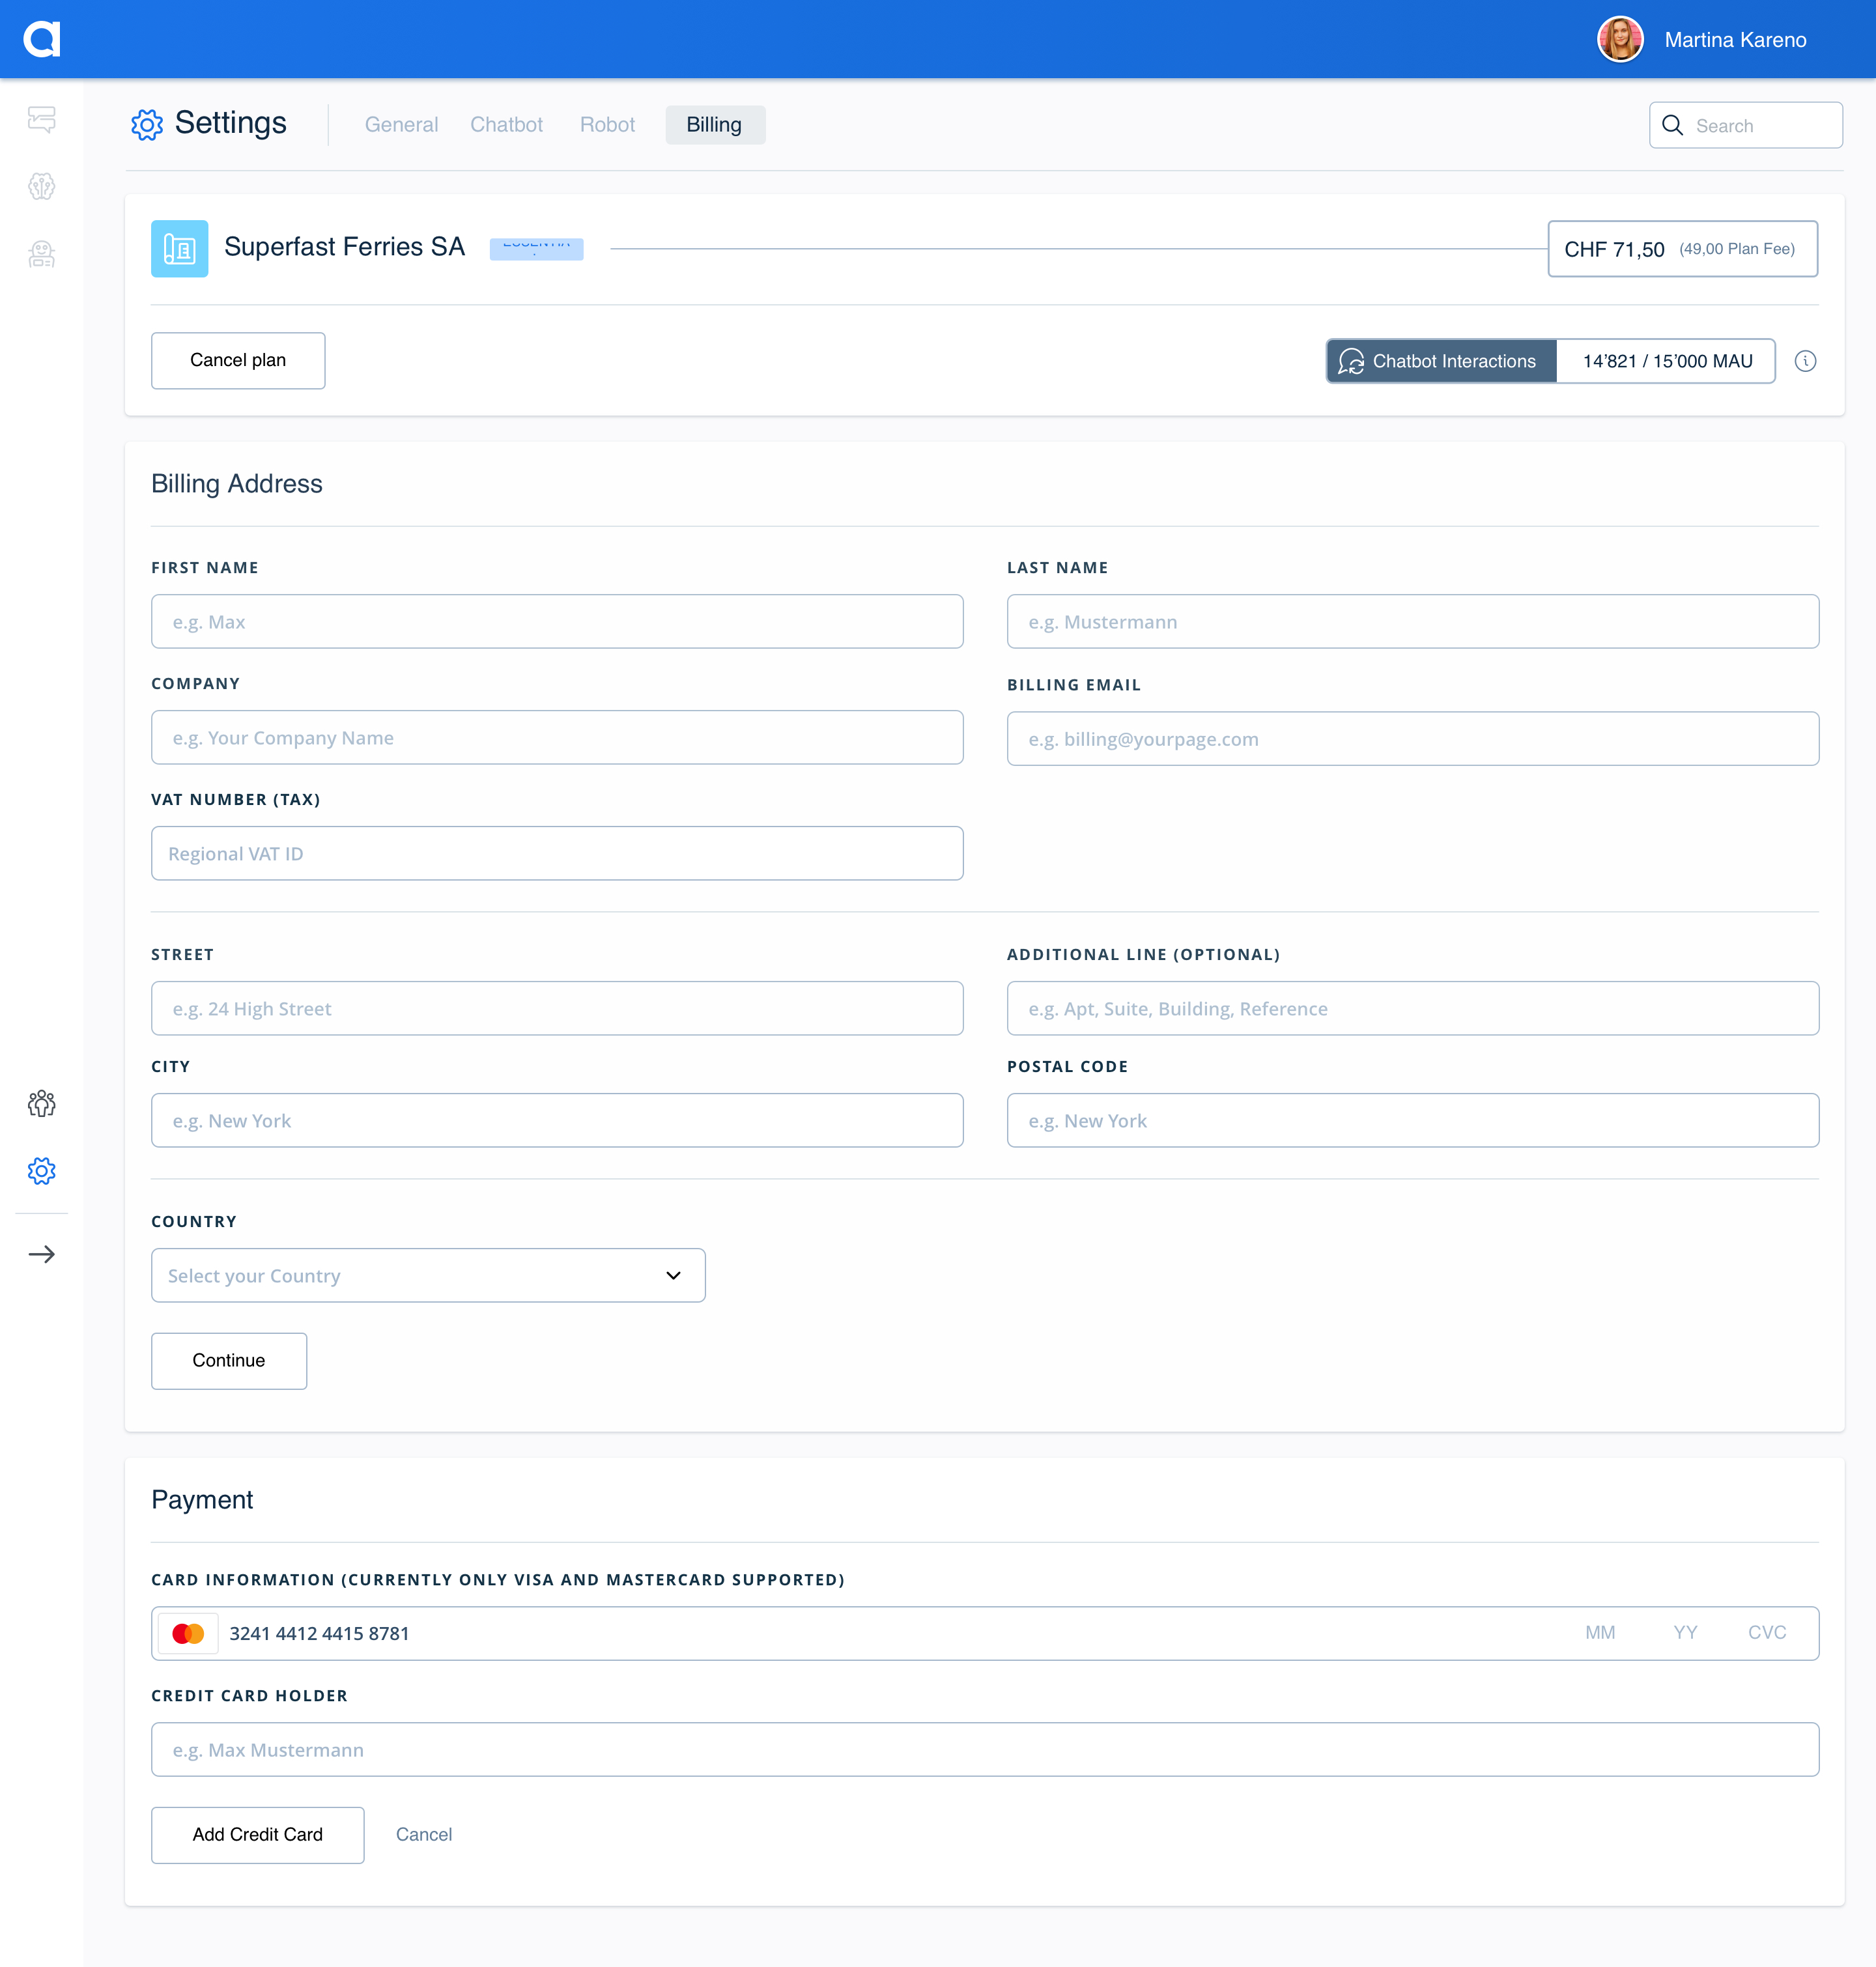 Martina Kareno
Settings General Chatbot Robot Billing Search
Superfast Ferries SA CHF 71,50 (49,00 Plan Fee)
Cancel plan Chatbot Interactions 14’821 / 15’000 MAU
Billing Address
FIRST NAME LAST NAME
e.g. Max e.g. Mustermann
COMPANY BILLING EMAIL
e.g. Your Company Name e.g. billing@yourpage.com
VAT NUMBER (TAX)
Regional VAT ID
STREET ADDITIONAL LINE (OPTIONAL)
e.g. 24 High Street e.g. Apt, Suite, Building, Reference
CITY POSTAL CODE
e.g. New York e.g. New York
COUNTRY
Select your Country
Continue
Payment
CARD INFORMATION (CURRENTLY ONLY VISA AND MASTERCARD SUPPORTED)
3241 4412 4415 8781 MM YY CVC
CREDIT CARD HOLDER
e.g. Max Mustermann
Add Credit Card Cancel